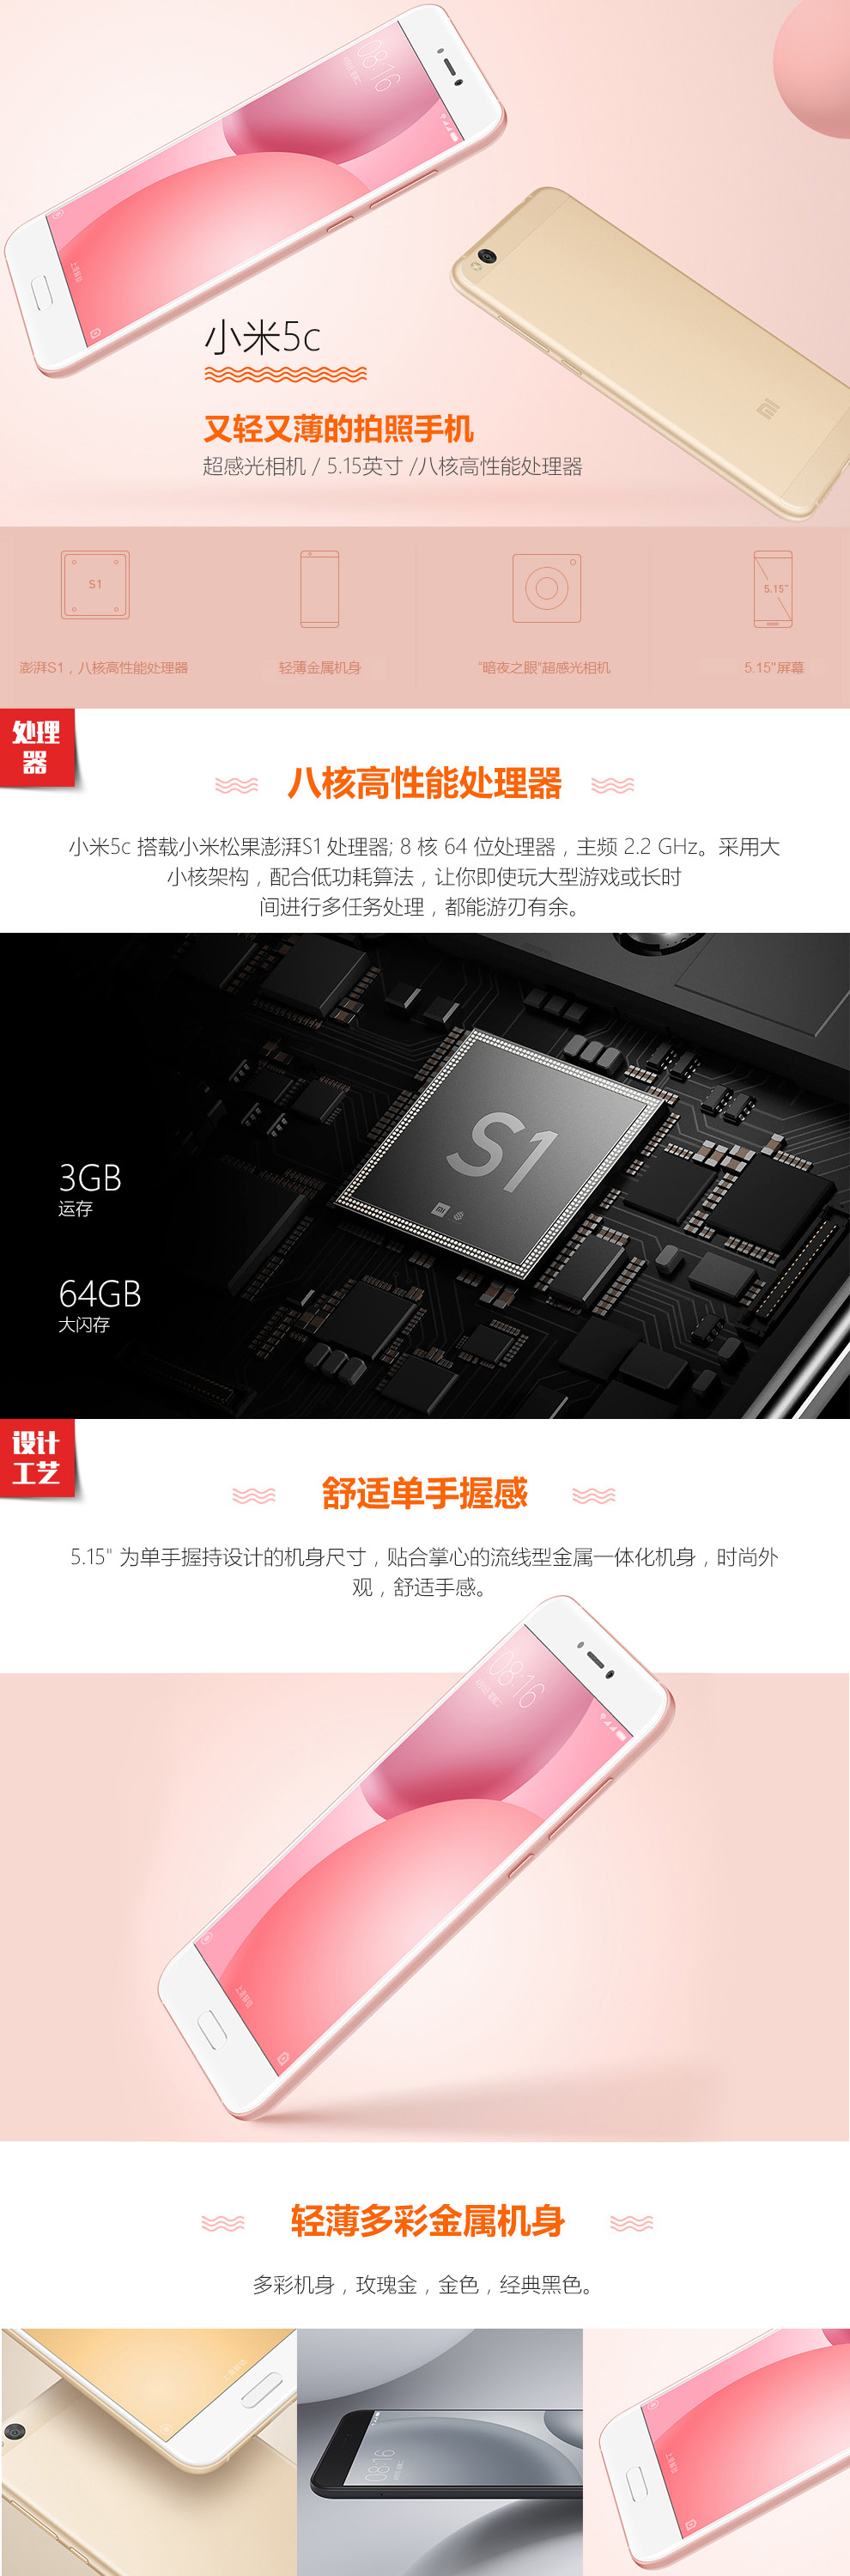 08:16
小米5c
又轻又薄的拍照手机
超感光相机 / 5.15英寸 /八核高性能处理器
S1
5.15"
澎湃S1，八核高性能处理器
轻薄金属机身
"暗夜之眼"超感光相机
5.15"屏幕
处理
器
八核高性能处理器
小米5c 搭载小米松果澎湃S1 处理器; 8 核 64 位处理器，主频 2.2 GHz。采用大
小核架构，配合低功耗算法，让你即使玩大型游戏或长时
间进行多任务处理，都能游刃有余。
S1
MI
3GB
运存
64GB
大闪存
设计
工艺
舒适单手握感
5.15" 为单手握持设计的机身尺寸，贴合掌心的流线型金属一体化机身，时尚外
观，舒适手感。
08:16
轻薄多彩金属机身
多彩机身，玫瑰金，金色，经典黑色。
08:16